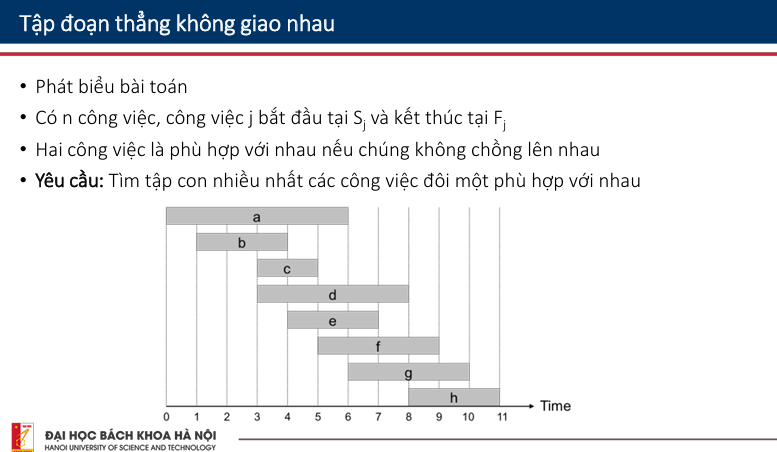 Tập đoạn thẳng không giao nhau
• Phát biểu bài toán
• Có n công việc, công việc j bắt đầu tại Sj và kết thúc tại Fj
• Hai công việc là phù hợp với nhau nếu chúng không chồng lên nhau
• Yêu cầu: Tìm tập con nhiều nhất các công việc đôi một phù hợp với nhau
a
b
c
d
e
f
g
h
Time
0 1 2 3 4 5 6 7 8 9 10 11
ĐẠI HỌC BÁCH KHOA HÀ NỘI
HANOI UNIVERSITY OF SCIENCE AND TECHNOLOGY